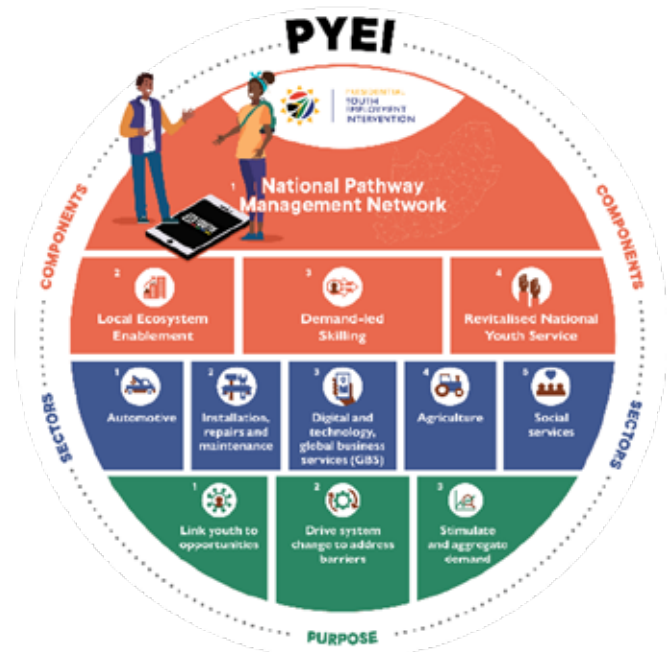 PYEI
PRESIDENTIAL
YOUTH
EMPLOYMENT
INTERVENTION
COMPONENTS
COMPONENTS
1
National Pathway
Management Network
2
Local Ecosystem
Enablement
3
Demand-led
Skilling
4
Revitalised National
Youth Service
SECTORS
SECTORS
1
Automotive
2
Installation,
repairs and
maintenance
3
Digital and
technology,
global business
services (GBS)
4
Agriculture
5
Social
services
1
Link youth to
opportunities
2
Drive system
change to address
barriers
3
Stimulate
and aggregate
demand
PURPOSE